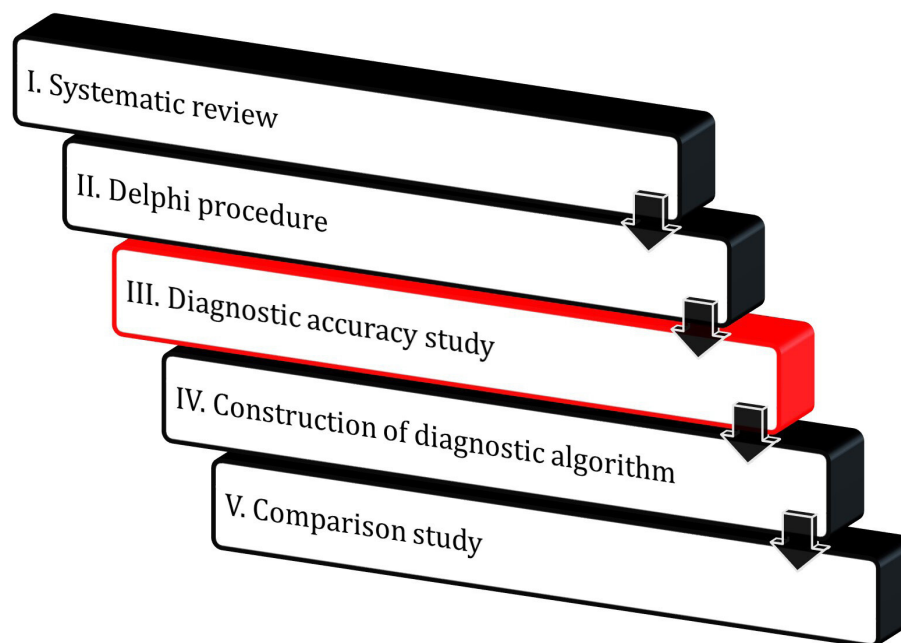 I. Systematic review
II. Delphi procedure
III. Diagnostic accuracy study
IV. Construction of diagnostic algorithm
V. Comparison study